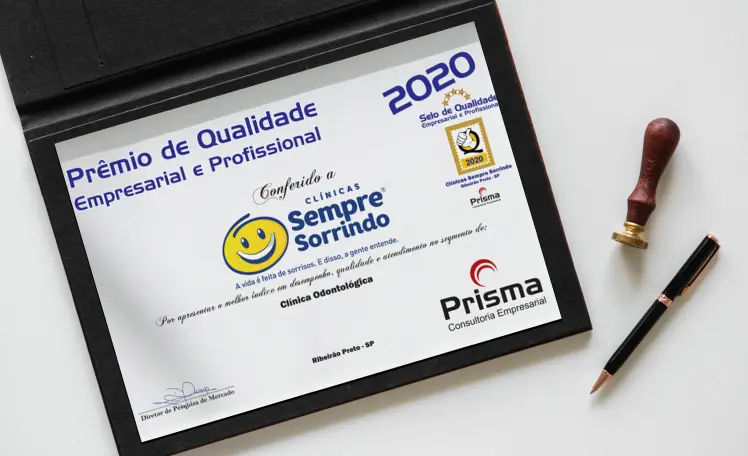 Prêmio de Qualidade
Empresarial e Profissional
2020
Selo de Qualidade
Empresarial e Profissional
2020
Clínicas Sempre Sorrindo
Ribeirão Preto - SP
Prisma
Conferido a
CLÍNICAS
Sempre®
Sorrindo
A vida é feita de sorrisos. E disso, a gente entende.
Por apresentar o melhor índice em desempenho, qualidade e atendimento no segmento de:
Clínica Odontológica
Prisma
Consultoria Empresarial
Ribeirão Preto - SP
Diretor de Pesquisa de Mercado